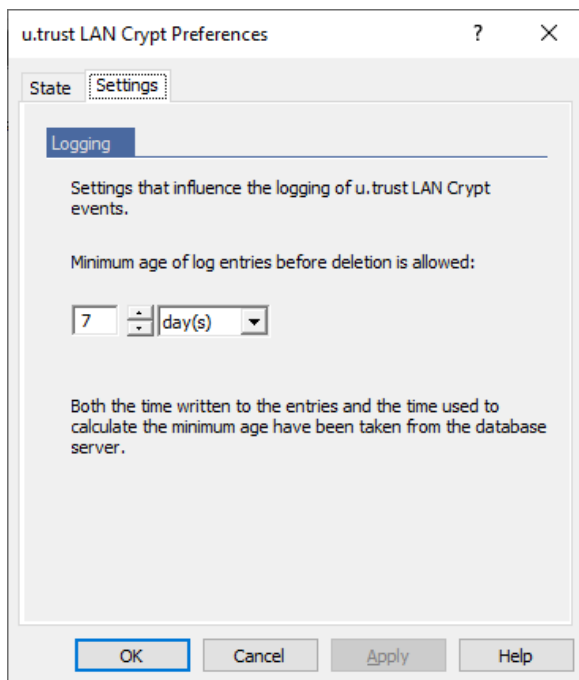 u.trust LAN Crypt Preferences ?
State Settings
Logging
Settings that influence the logging of u.trust LAN Crypt
events.
Minimum age of log entries before deletion is allowed:
7 day(s)
Both the time written to the entries and the time used to
calculate the minimum age have been taken from the database
server.
OK Cancel Apply Help